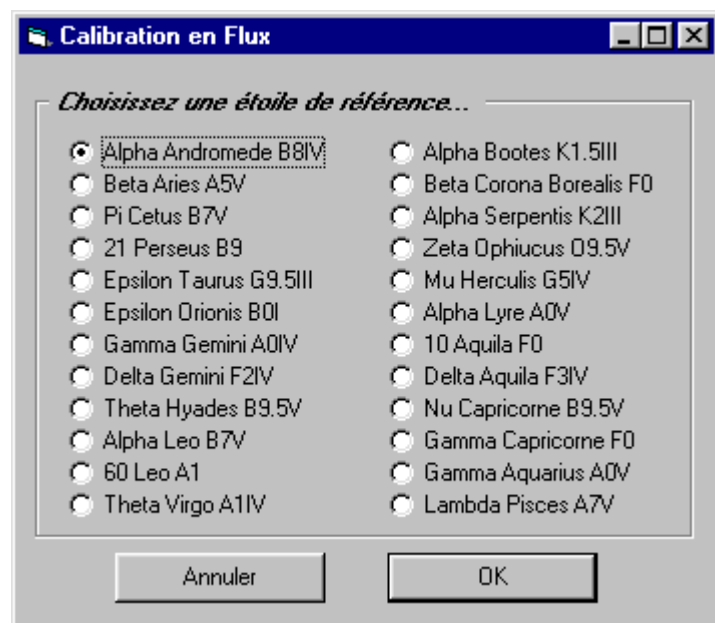 Calibration en Flux
Choisissez une étoile de référence...
Alpha Andromede B8IV
Beta Aries A5V
Pi Cetus B7V
21 Perseus B9
Epsilon Taurus G9.5III
Epsilon Orionis B0I
Gamma Gemini A0IV
Delta Gemini F2IV
Theta Hyades B9.5V
Alpha Leo B7V
60 Leo A1
Theta Virgo A1IV
Alpha Bootes K1.5III
Beta Corona Borealis F0
Alpha Serpentis K2III
Zeta Ophiucus O9.5V
Mu Herculis G5IV
Alpha Lyre A0V
10 Aquila F0
Delta Aquila F3IV
Nu Capricorne B9.5V
Gamma Capricorne F0
Gamma Aquarius A0V
Lambda Pisces A7V
Annuler
OK